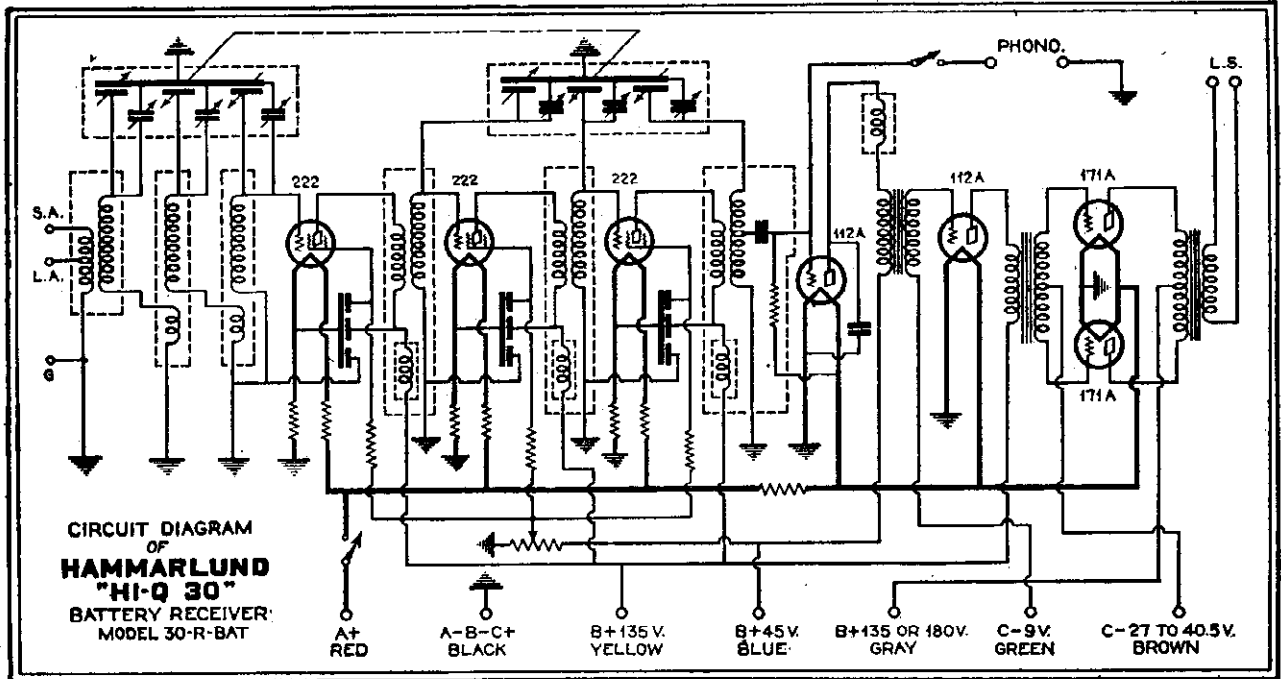 PHONO.
L.S.
222
222
222
112A
171A
S.A.
L.A.
112A
G
171A
CIRCUIT DIAGRAM
OF
HAMMARLUND
"HI-Q 30"
BATTERY RECEIVER
MODEL 30-R-BAT
A+
RED
A-B-C+
BLACK
B+135 V.
YELLOW
B+45 V.
BLUE
B+135 OR 180V.
GRAY
C-9V.
GREEN
C-27 TO 40.5V.
BROWN